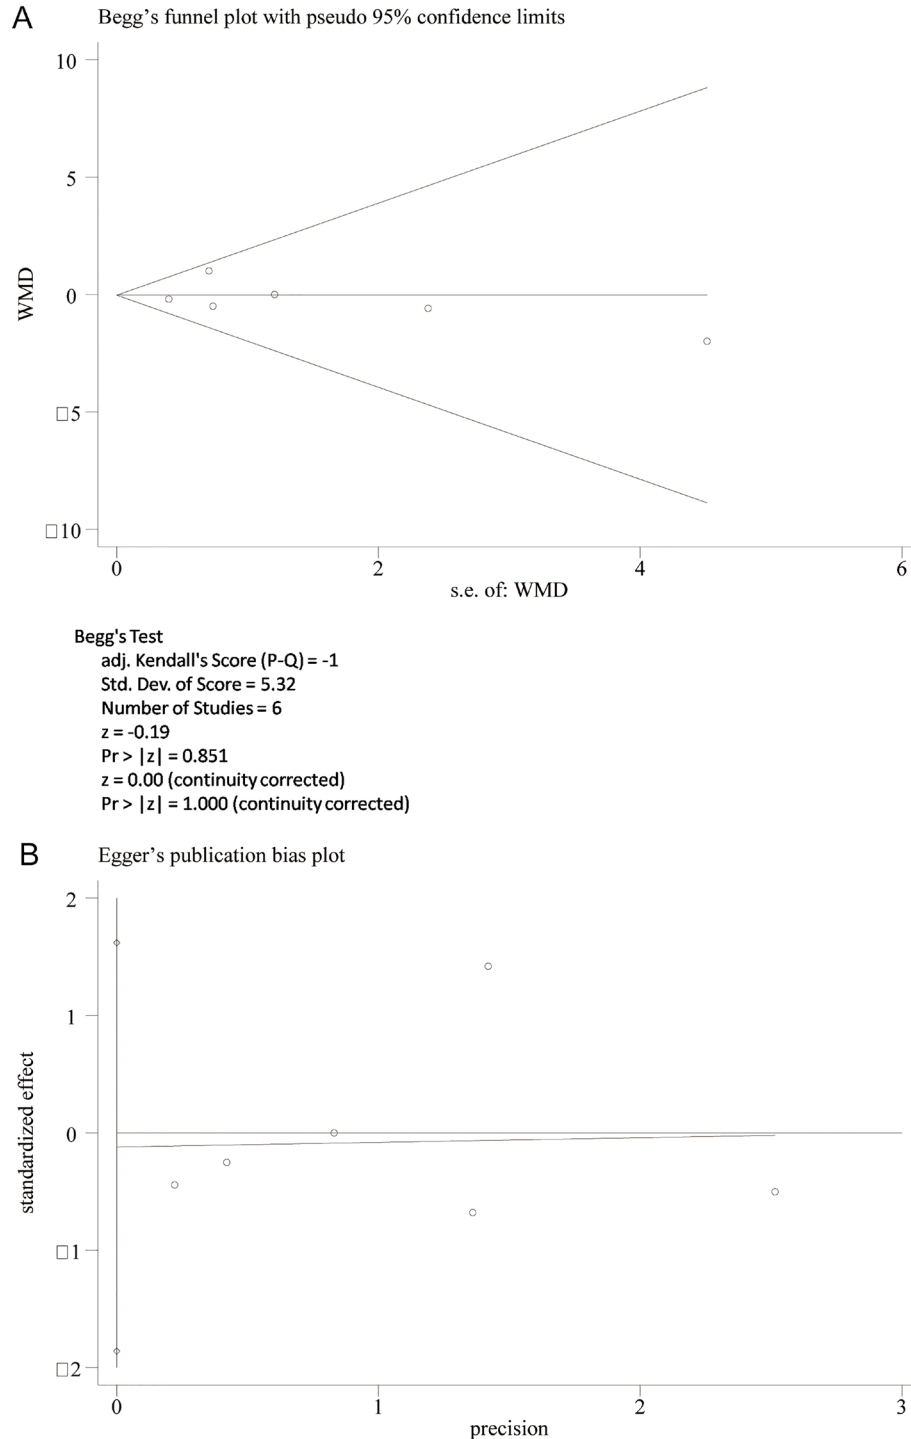 A
Begg’s funnel plot with pseudo 95% confidence limits
10
5
0
□5
□10
WMD
0 2 4 6
s.e. of: WMD
Begg's Test
adj. Kendall's Score (P-Q) = -1
Std. Dev. of Score = 5.32
Number of Studies = 6
z = -0.19
Pr > |z| = 0.851
z = 0.00 (continuity corrected)
Pr > |z| = 1.000 (continuity corrected)
B
Egger’s publication bias plot
2
1
0
□1
□2
standardized effect
0 1 2 3
precision